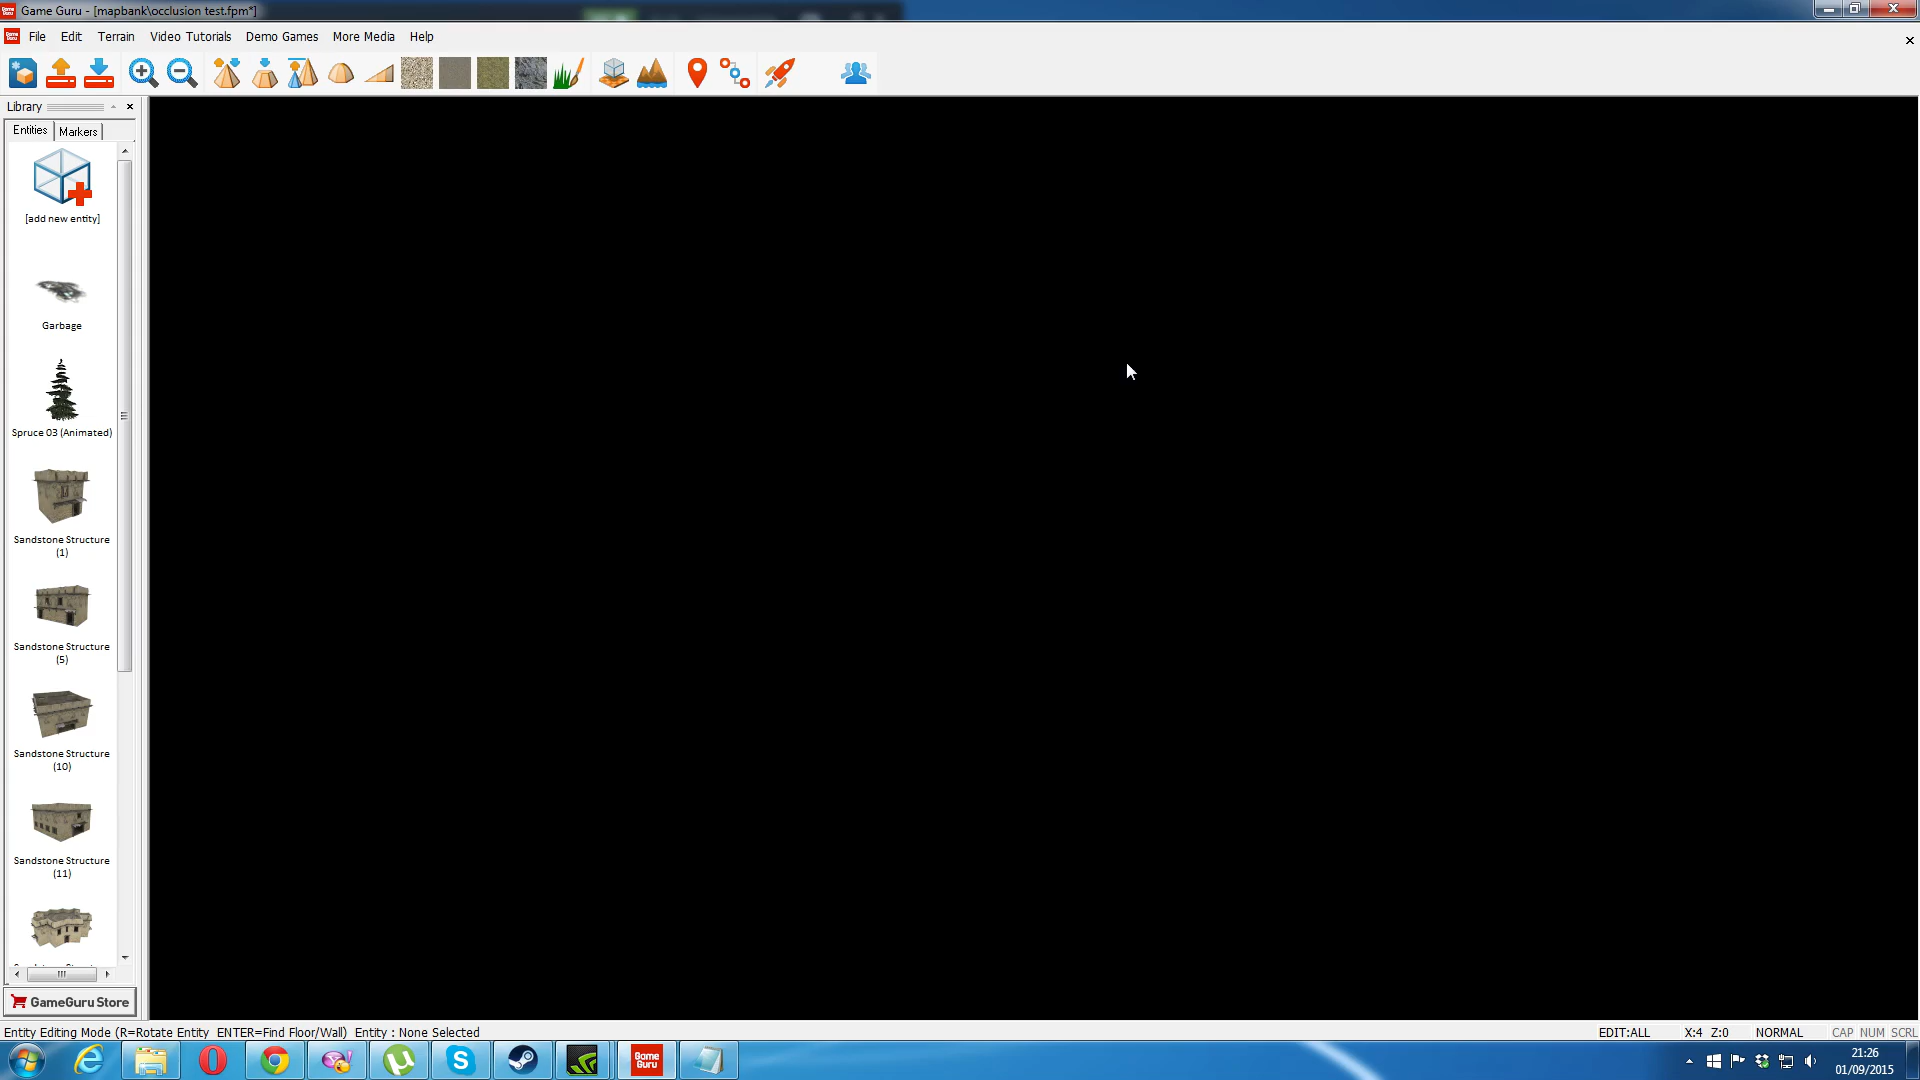 Game Guru - [mapbank\occlusion test.fpm*]
File Edit Terrain Video Tutorials Demo Games More Media Help
Library
Entities Markers
[add new entity]
Garbage
Spruce 03 (Animated)
Sandstone Structure
(1)
Sandstone Structure
(5)
Sandstone Structure
(10)
Sandstone Structure
(11)
GameGuru Store
Entity Editing Mode (R=Rotate Entity ENTER=Find Floor/Wall) Entity : None Selected
EDIT:ALL X:4 Z:0 NORMAL CAP NUM SCRL
Game
Guru
21:26
01/09/2015